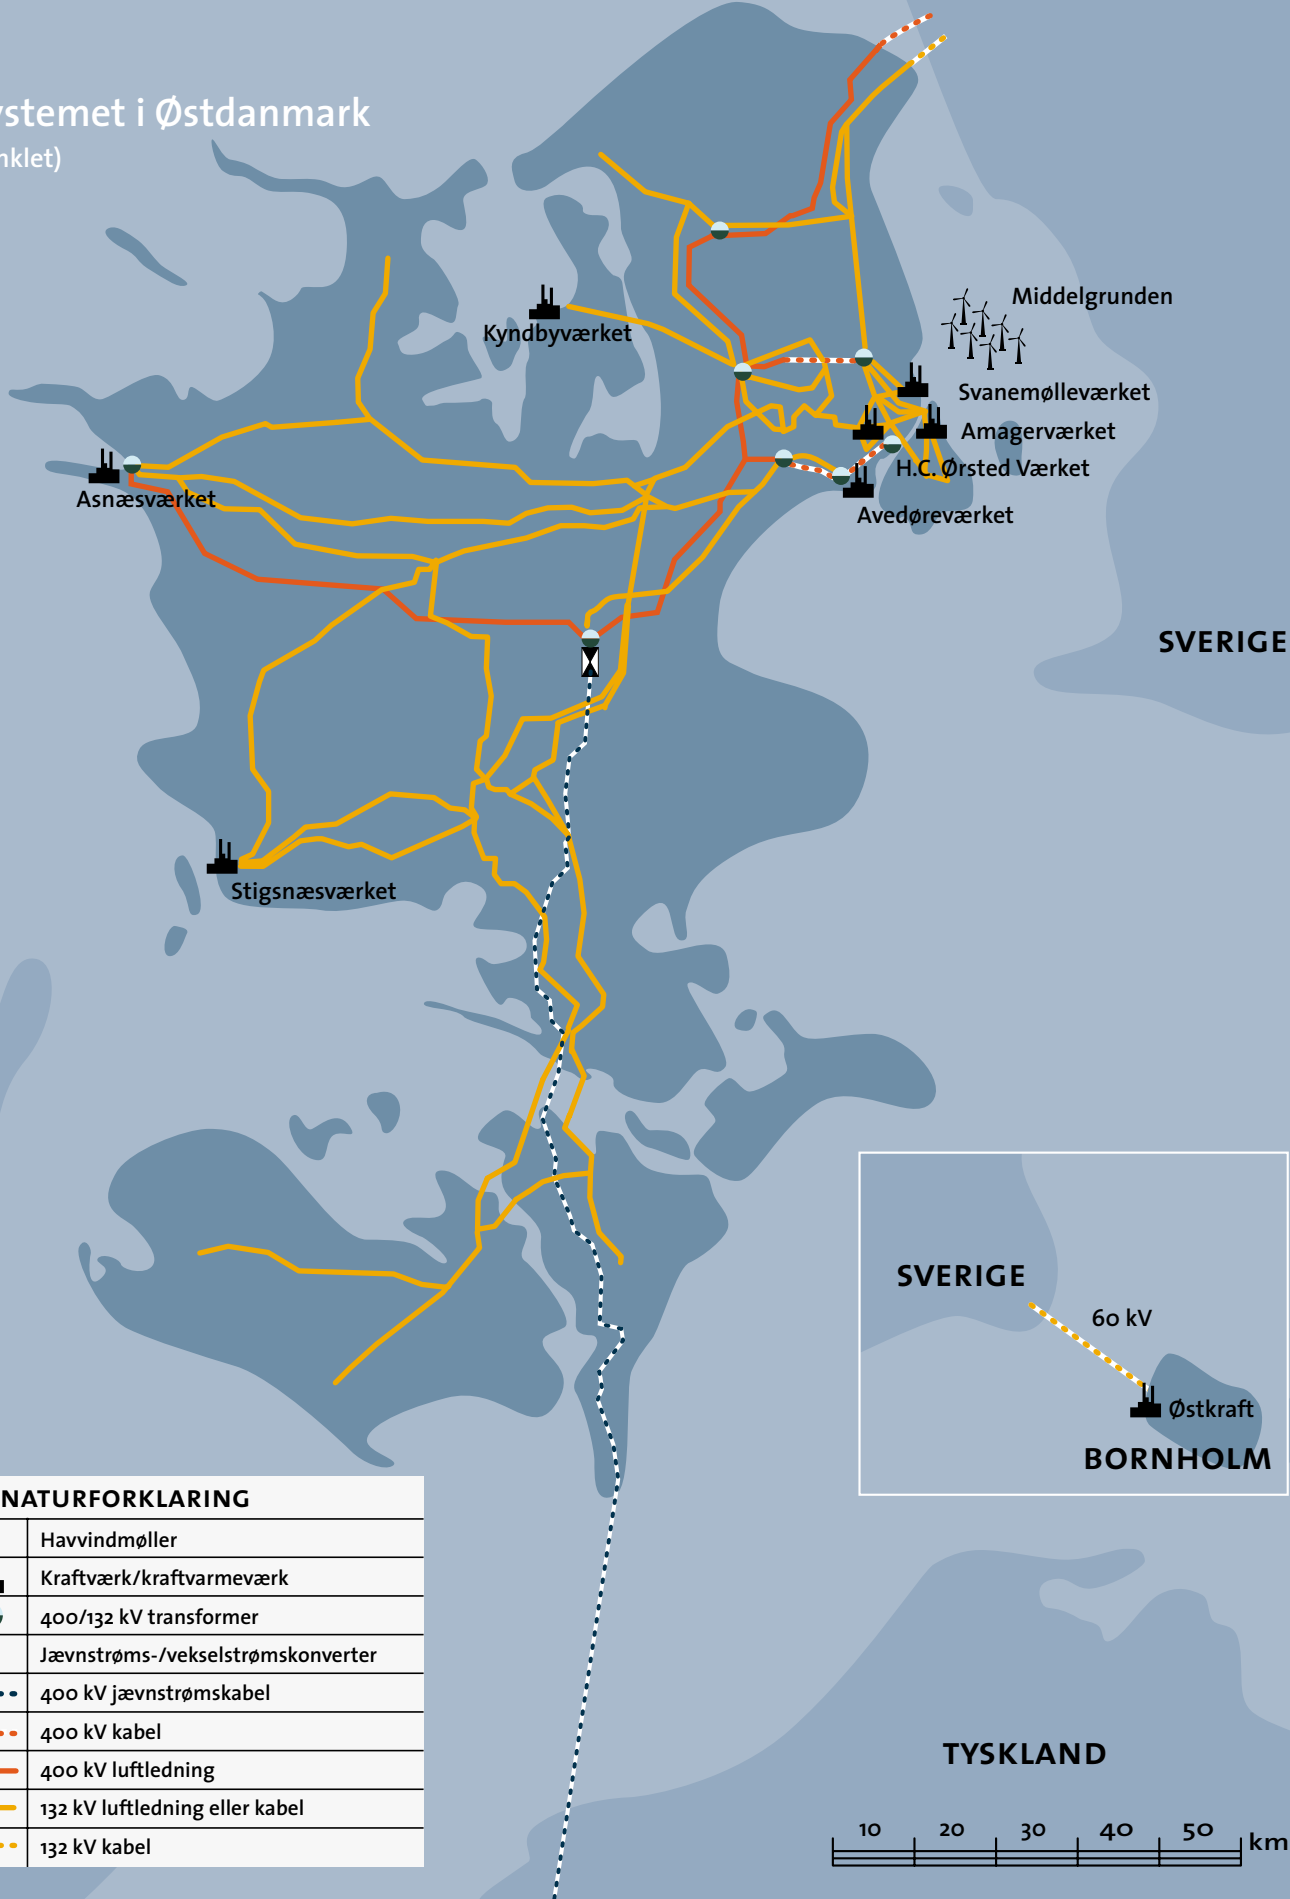 ystemet i Østdanmark
nklet)
Middelgrunden
Kyndbyværket
Svanemølleværket
Amagerværket
H.C. Ørsted Værket
Asnæsværket
Avedøreværket
SVERIGE
Stigsnæsværket
SVERIGE
60 kV
Østkraft
BORNHOLM
NATURFORKLARING
Havvindmøller
Kraftværk/kraftvarmeværk
400/132 kV transformer
Jævnstrøms-/vekselstrømskonverter
400 kV jævnstrømskabel
400 kV kabel
400 kV luftledning
132 kV luftledning eller kabel
132 kV kabel
TYSKLAND
10 20 30 40 50 km